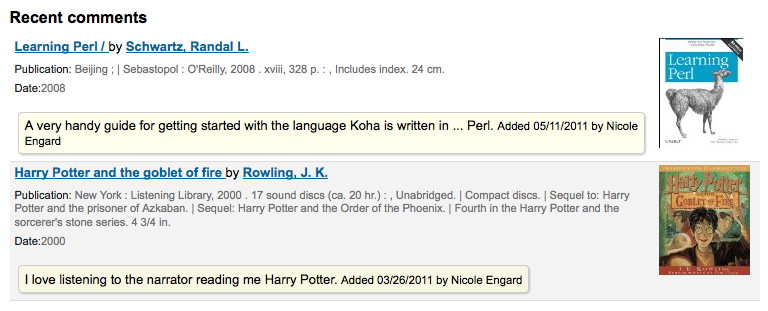 Recent comments
Learning Perl / by Schwartz, Randal L.
Publication: Beijing ; | Sebastopol : O'Reilly, 2008 . xviii, 328 p. : , Includes index. 24 cm.
Date:2008
A very handy guide for getting started with the language Koha is written in ... Perl. Added 05/11/2011 by Nicole
Engard
Learning
Perl
O'REILLY
Harry Potter and the goblet of fire by Rowling, J. K.
Publication: New York : Listening Library, 2000 . 17 sound discs (ca. 20 hr.) : , Unabridged. | Compact discs. | Sequel to: Harry
Potter and the prisoner of Azkaban. | Sequel: Harry Potter and the Order of the Phoenix. | Fourth in the Harry Potter and the
sorcerer's stone series. 4 3/4 in.
Date:2000
I love listening to the narrator reading me Harry Potter. Added 03/26/2011 by Nicole Engard
Harry Potter
GOBLET OF FIRE
J. K. ROWLING